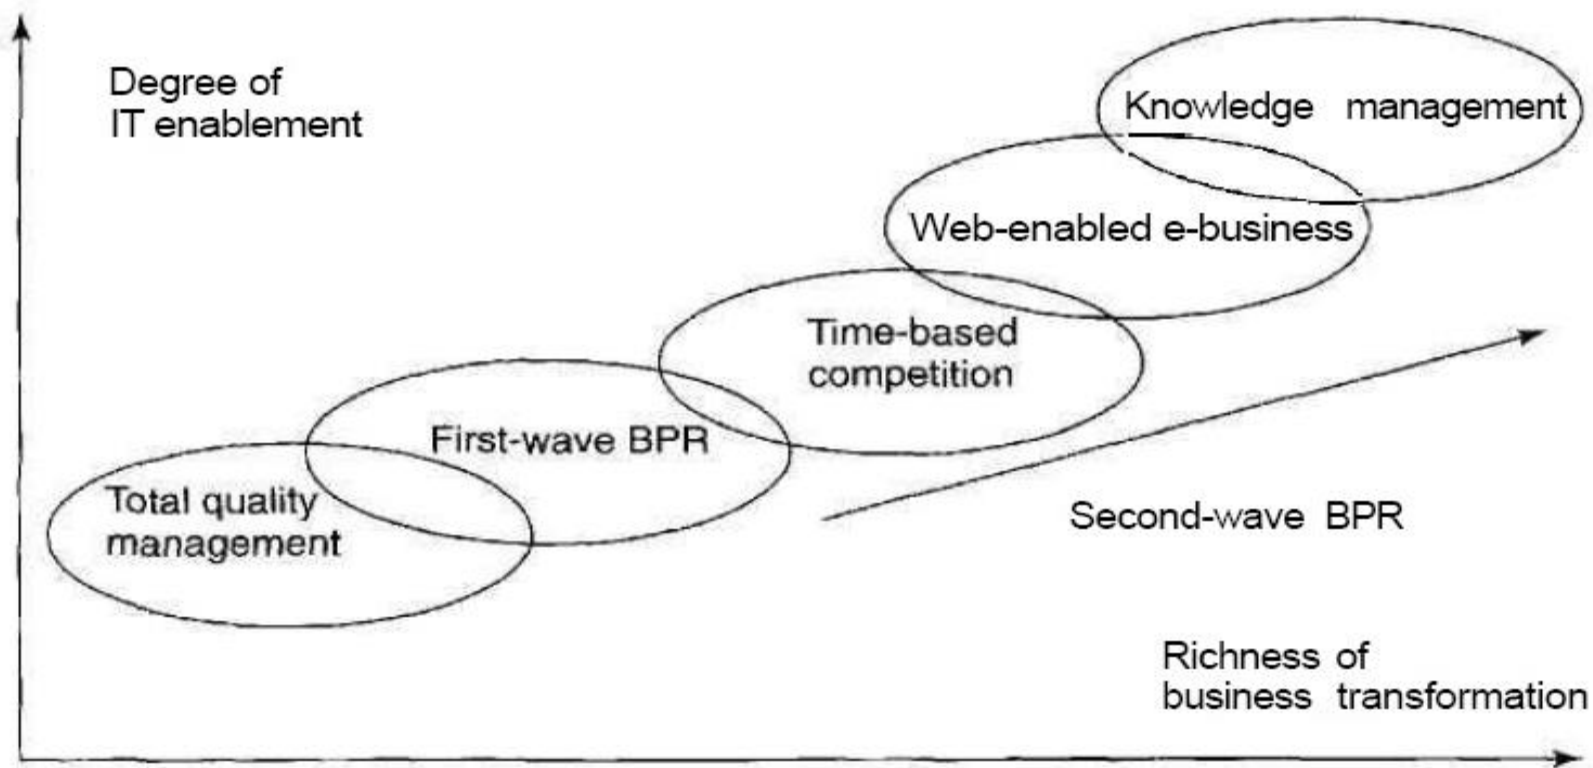 Degree of
IT enablement
Knowledge management
Web-enabled e-business
Time-based
competition
First-wave BPR
Total quality
management
Second-wave BPR
Richness of
business transformation